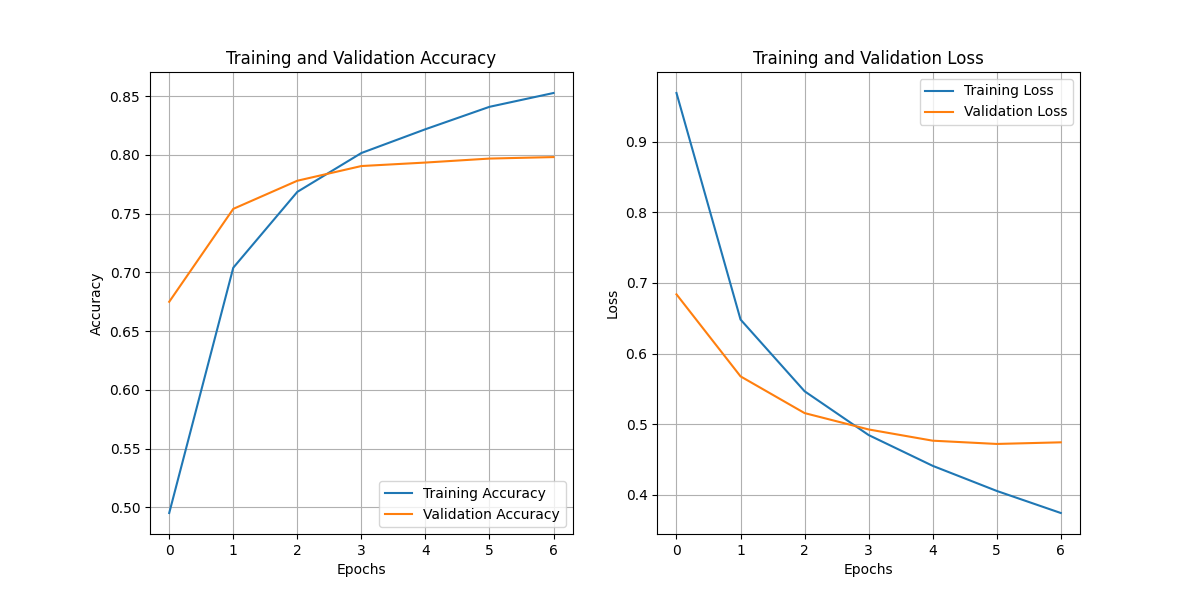 Training and Validation Accuracy
Accuracy
0.85
0.80
0.75
0.70
0.65
0.60
0.55
0.50
Training Accuracy
Validation Accuracy
0 1 2 3 4 5 6
Epochs
Training and Validation Loss
Loss
Training Loss
Validation Loss
0.9
0.8
0.7
0.6
0.5
0.4
0 1 2 3 4 5 6
Epochs